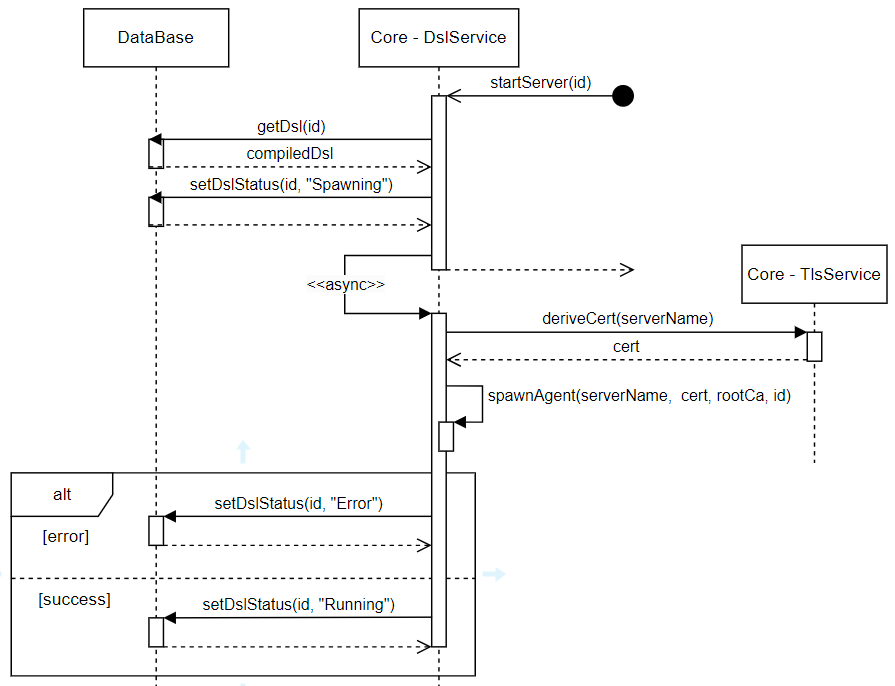 DataBase
Core - DslService
startServer(id)
getDsl(id)
compiledDsl
setDslStatus(id, "Spawning")
<<async>>
Core - TlsService
deriveCert(serverName)
cert
spawnAgent(serverName, cert, rootCa, id)
alt
setDslStatus(id, "Error")
[error]
[success]
setDslStatus(id, "Running")